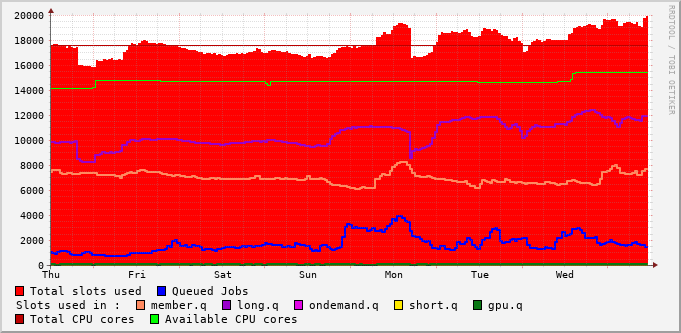 20000
18000
16000
14000
12000
10000
8000
6000
4000
2000
0
Thu Fri Sat Sun Mon Tue Wed
RRDTOOL / TOBI OETIKER
Total slots used Queued Jobs
Slots used in : member.q long.q ondemand.q short.q gpu.q
Total CPU cores Available CPU cores